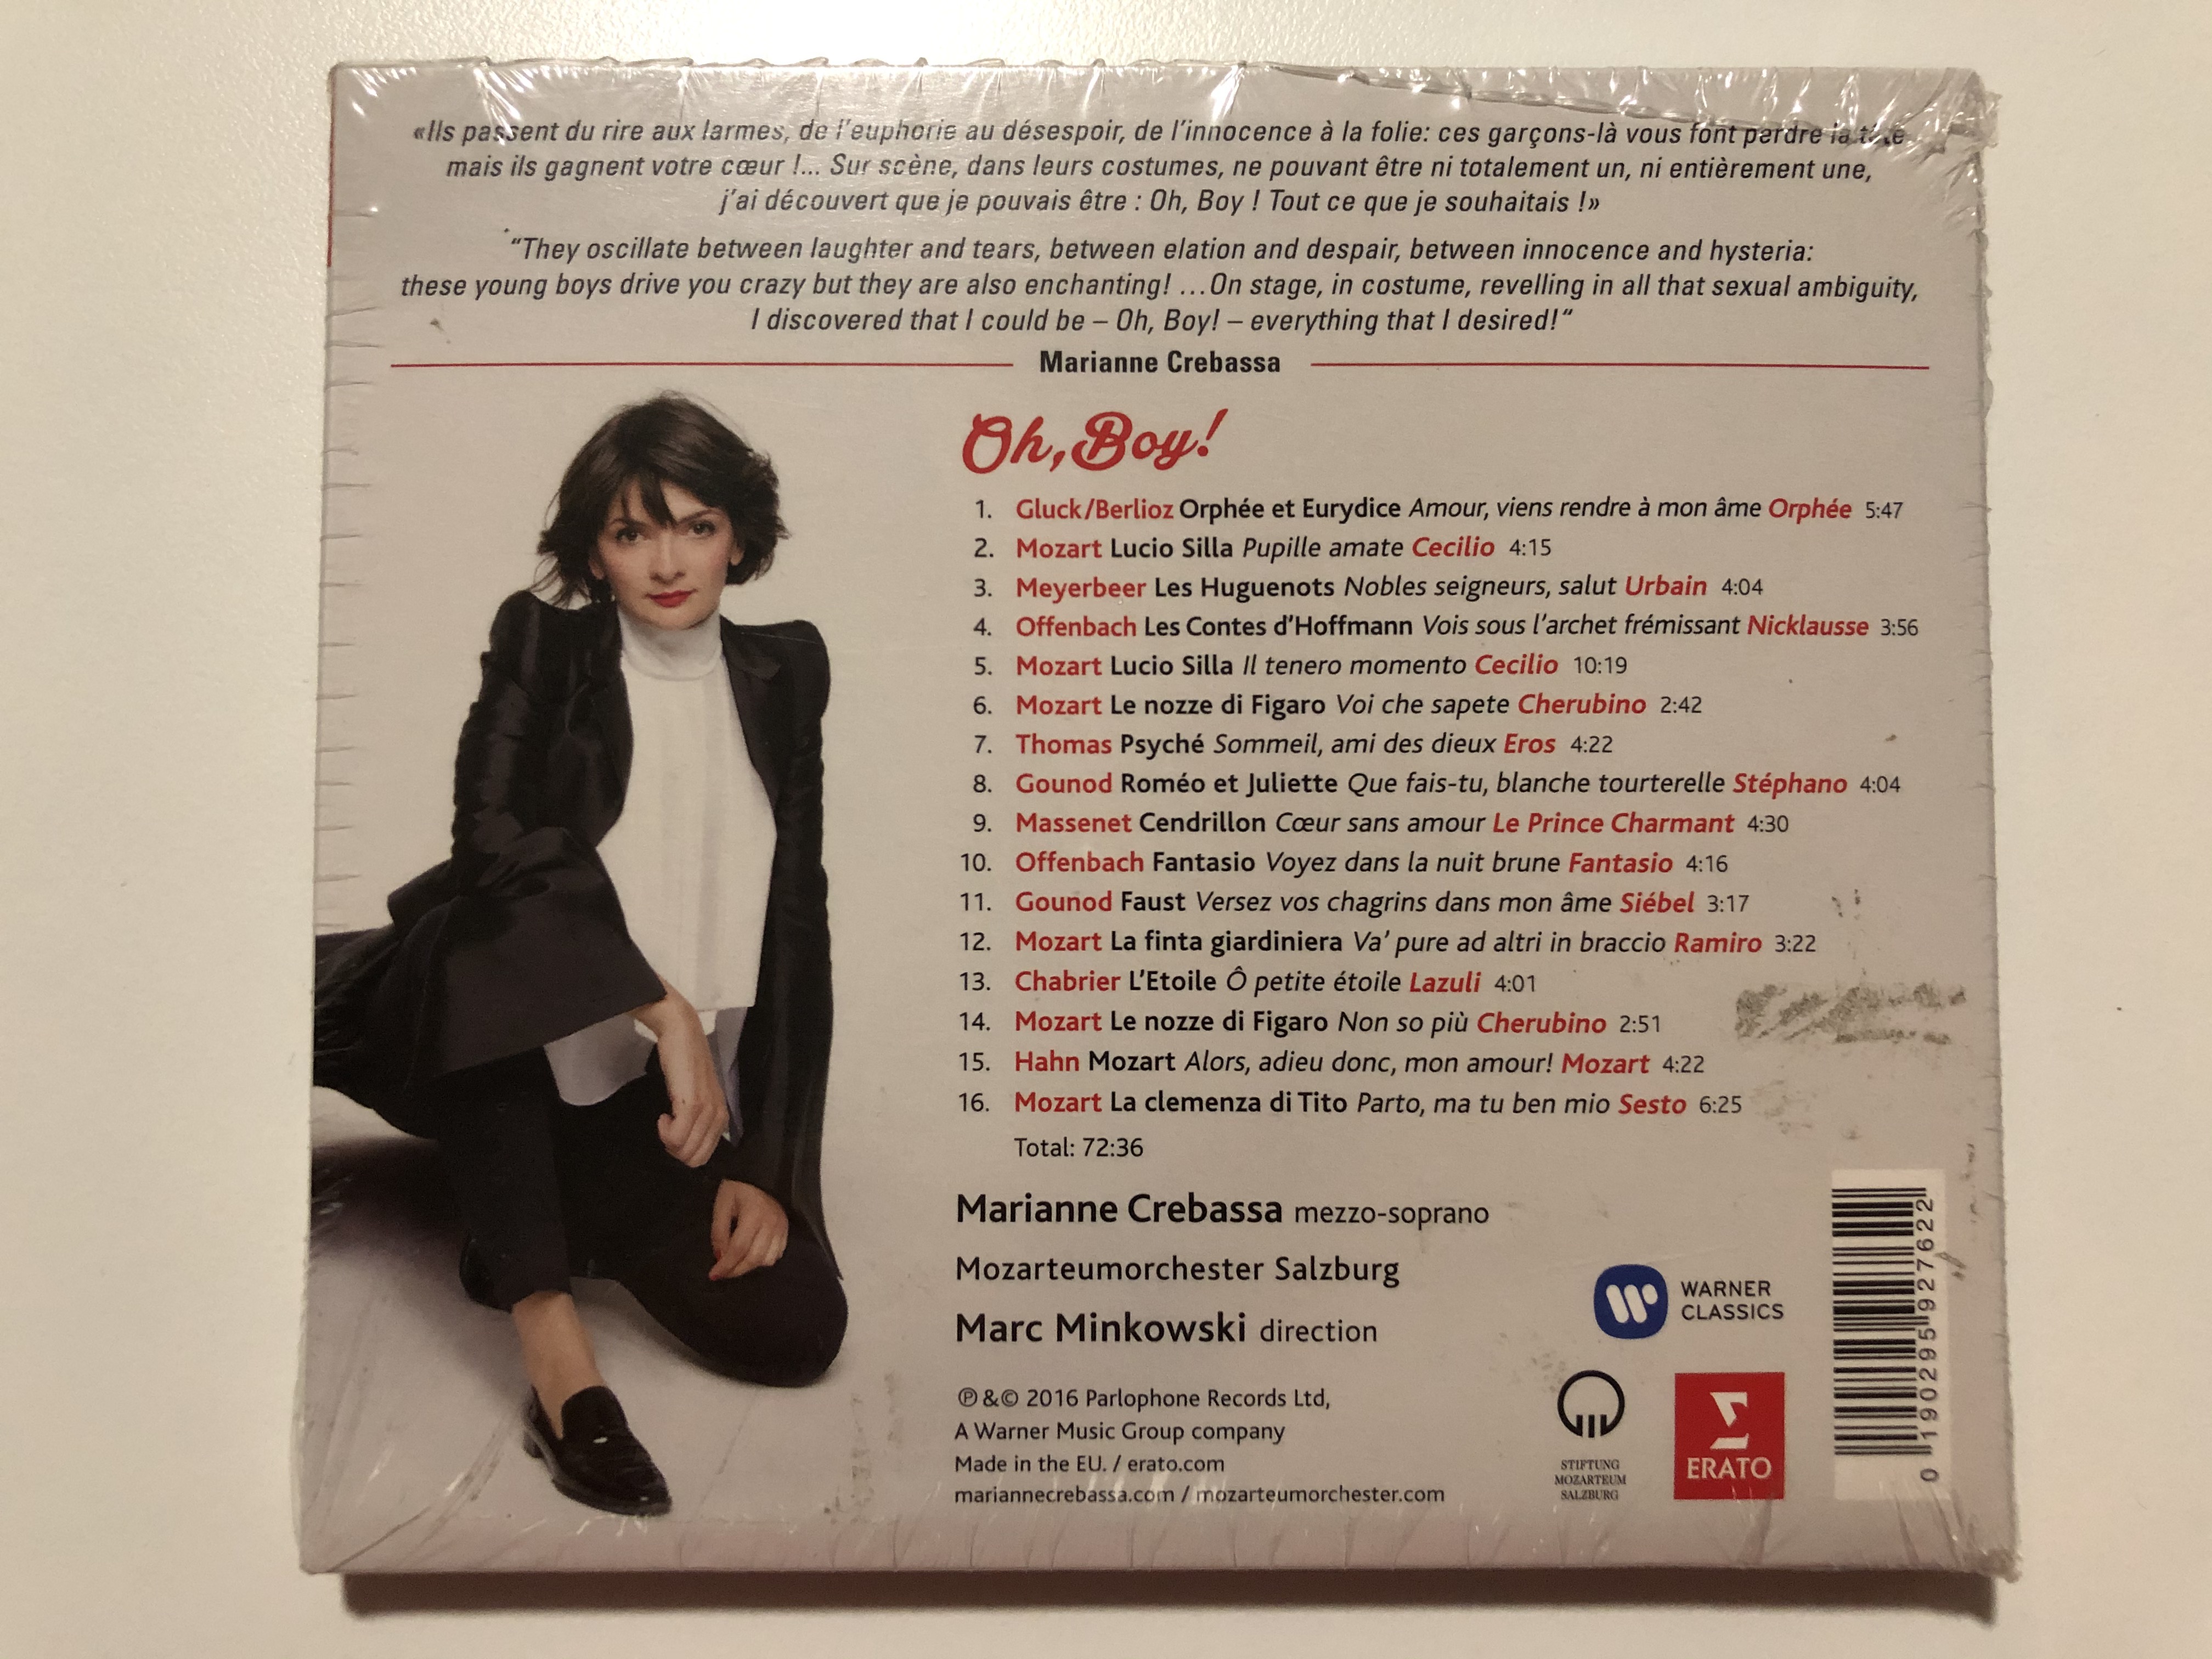 «Ils passent du rire aux larmes, de l'euphorie au désespoir, de l'innocence à la folie: ces garçons-là vous font perdre la tête
mais ils gagnent votre cœur !... Sur scène, dans leurs costumes, ne pouvant être ni totalement un, ni entièrement une,
j'ai découvert que je pouvais être : Oh, Boy ! Tout ce que je souhaitais !»
"They oscillate between laughter and tears, between elation and despair, between innocence and hysteria:
these young boys drive you crazy but they are also enchanting! ...On stage, in costume, revelling in all that sexual ambiguity,
I discovered that I could be – Oh, Boy! – everything that I desired!"
Marianne Crebassa
Oh, Boy!
1. Gluck/Berlioz Orphée et Eurydice Amour, viens rendre à mon âme Orphée 5:47
2. Mozart Lucio Silla Pupille amate Cecilio 4:15
3. Meyerbeer Les Huguenots Nobles seigneurs, salut Urbain 4:04
4. Offenbach Les Contes d'Hoffmann Vois sous l'archet frémissant Nicklausse 3:56
5. Mozart Lucio Silla Il tenero momento Cecilio 10:19
6. Mozart Le nozze di Figaro Voi che sapete Cherubino 2:42
7. Thomas Psyché Sommeil, ami des dieux Eros 4:22
8. Gounod Roméo et Juliette Que fais-tu, blanche tourterelle Stéphano 4:04
9. Massenet Cendrillon Cœur sans amour Le Prince Charmant 4:30
10. Offenbach Fantasio Voyez dans la nuit brune Fantasio 4:16
11. Gounod Faust Versez vos chagrins dans mon âme Siébel 3:17
12. Mozart La finta giardiniera Va' pure ad altri in braccio Ramiro 3:22
13. Chabrier L'Etoile Ô petite étoile Lazuli 4:01
14. Mozart Le nozze di Figaro Non so più Cherubino 2:51
15. Hahn Mozart Alors, adieu donc, mon amour! Mozart 4:22
16. Mozart La clemenza di Tito Parto, ma tu ben mio Sesto 6:25
Total: 72:36
Marianne Crebassa mezzo-soprano
Mozarteumorchester Salzburg
Marc Minkowski direction
℗ & © 2016 Parlophone Records Ltd,
A Warner Music Group company
Made in the EU. / erato.com
mariannecrebassa.com / mozarteumorchester.com
WARNER
CLASSICS
STIFTUNG
MOZARTEUM
SALZBURG
ERATO
0 190295 927622